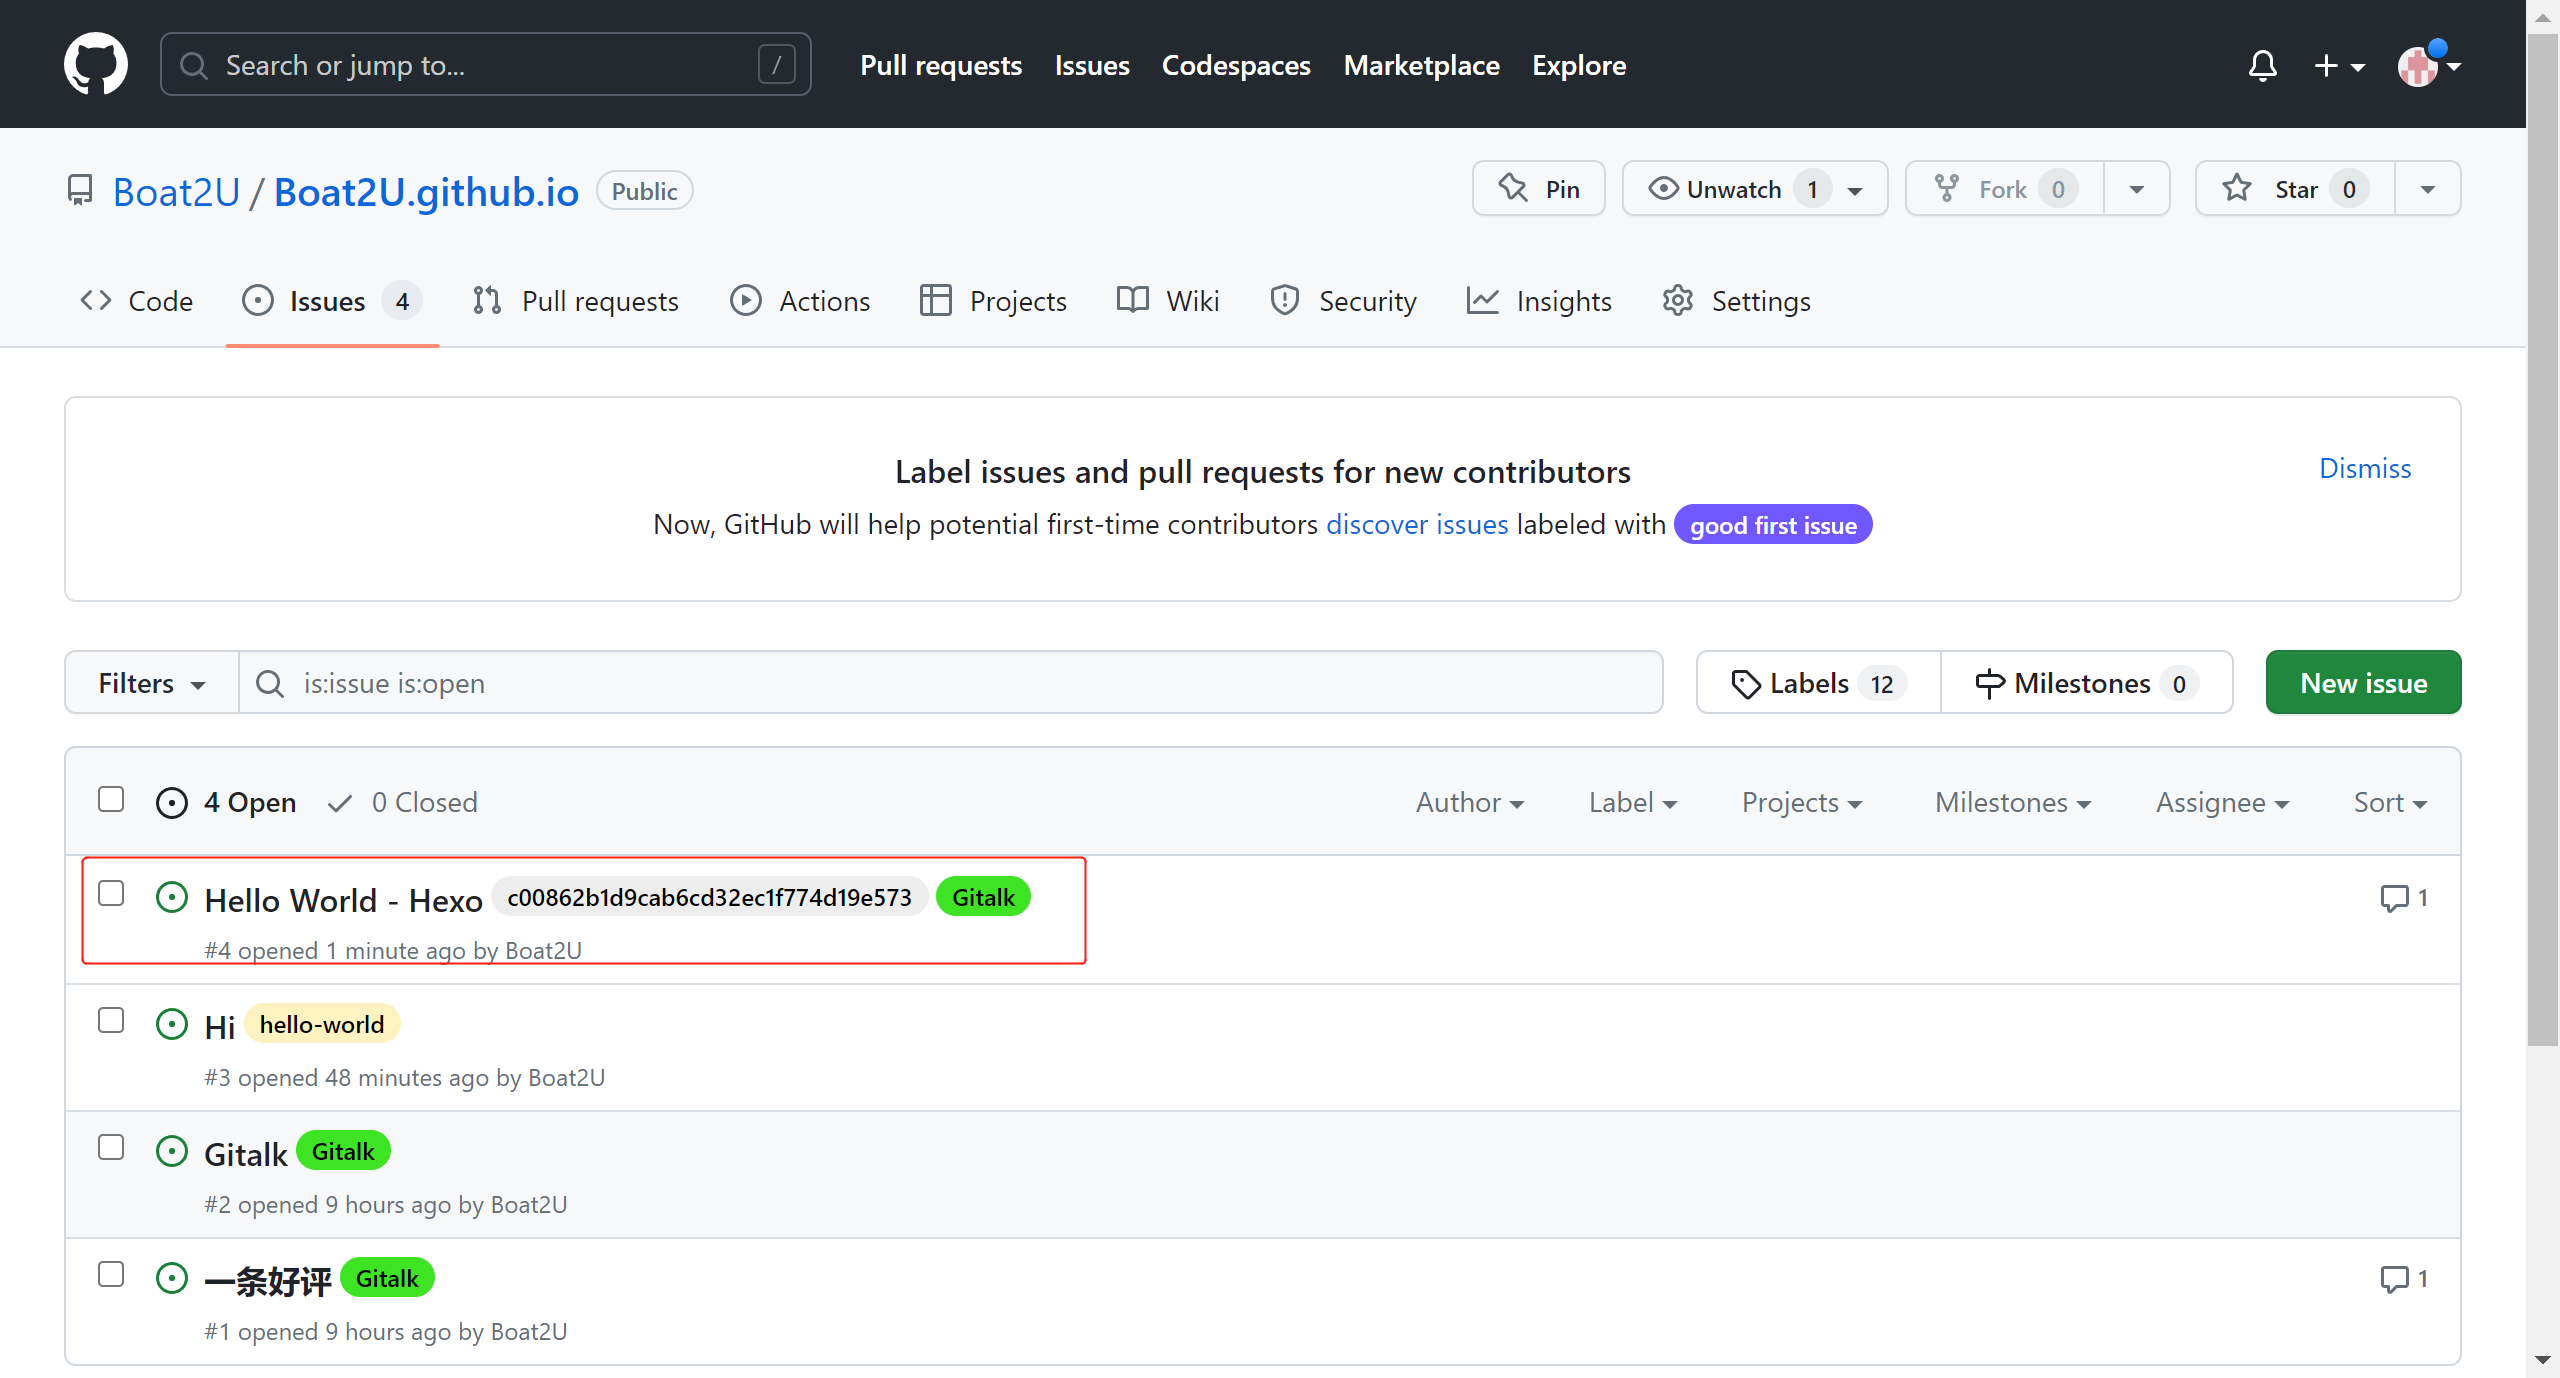 Search or jump to... / Pull requests Issues Codespaces Marketplace Explore
Boat2U / Boat2U.github.io Public Pin Unwatch 1 Fork 0 Star 0
Code Issues 4 Pull requests Actions Projects Wiki Security Insights Settings
Label issues and pull requests for new contributors
Dismiss
Now, GitHub will help potential first-time contributors discover issues labeled with good first issue
Filters is:issue is:open Labels 12 Milestones 0 New issue
4 Open 0 Closed Author Label Projects Milestones Assignee Sort
Hello World - Hexo c00862b1d9cab6cd32ec1f774d19e573 Gitalk 1
#4 opened 1 minute ago by Boat2U
Hi hello-world
#3 opened 48 minutes ago by Boat2U
Gitalk Gitalk
#2 opened 9 hours ago by Boat2U
一条好评 Gitalk 1
#1 opened 9 hours ago by Boat2U